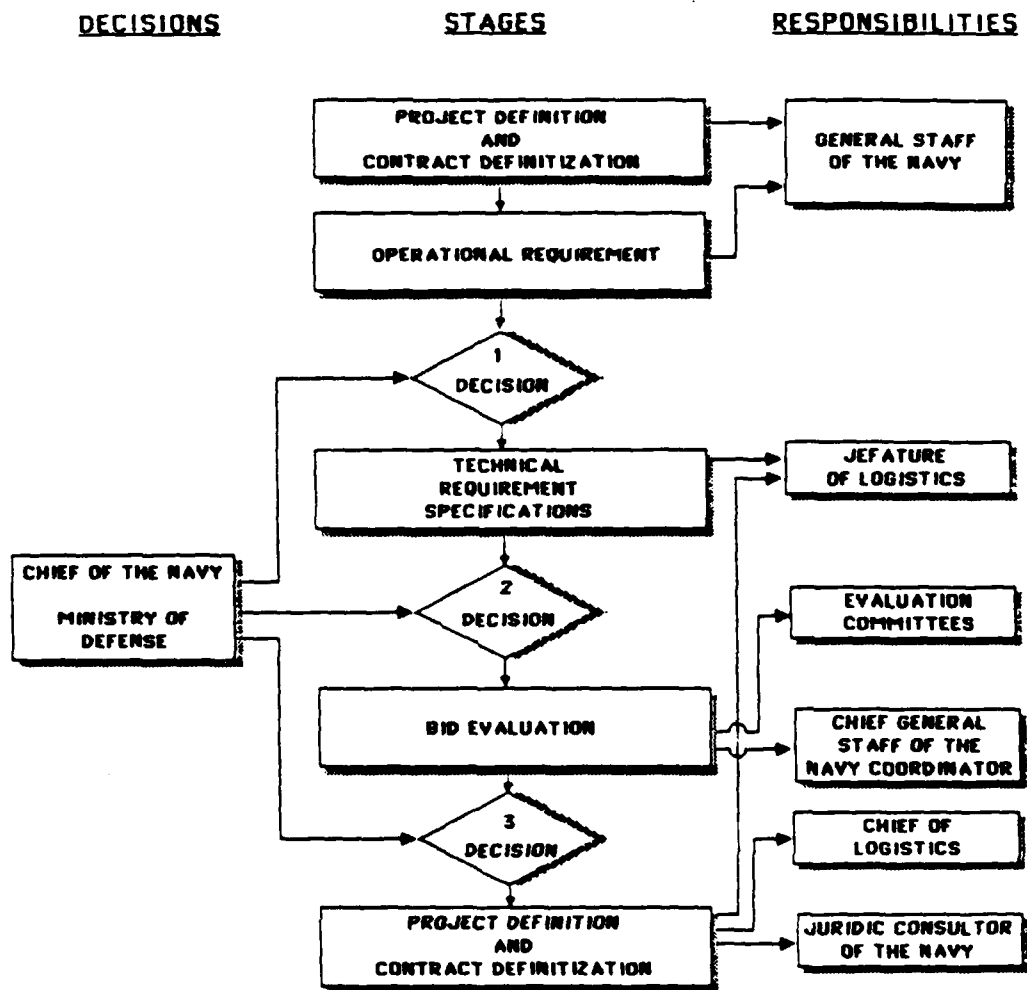 DECISIONS
STAGES
RESPONSIBILITIES
PROJECT DEFINITION
AND
CONTRACT DEFINITIZATION
GENERAL STAFF
OF THE NAVY
OPERATIONAL REQUIREMENT
1
DECISION
TECHNICAL
REQUIREMENT
SPECIFICATIONS
JEFATURE
OF LOGISTICS
CHIEF OF THE NAVY
MINISTRY OF
DEFENSE
2
DECISION
EVALUATION
COMMITTEES
BID EVALUATION
CHIEF GENERAL
STAFF OF THE
NAVY COORDINATOR
3
DECISION
CHIEF OF
LOGISTICS
PROJECT DEFINITION
AND
CONTRACT DEFINITIZATION
JURIDIC CONSULTOR
OF THE NAVY